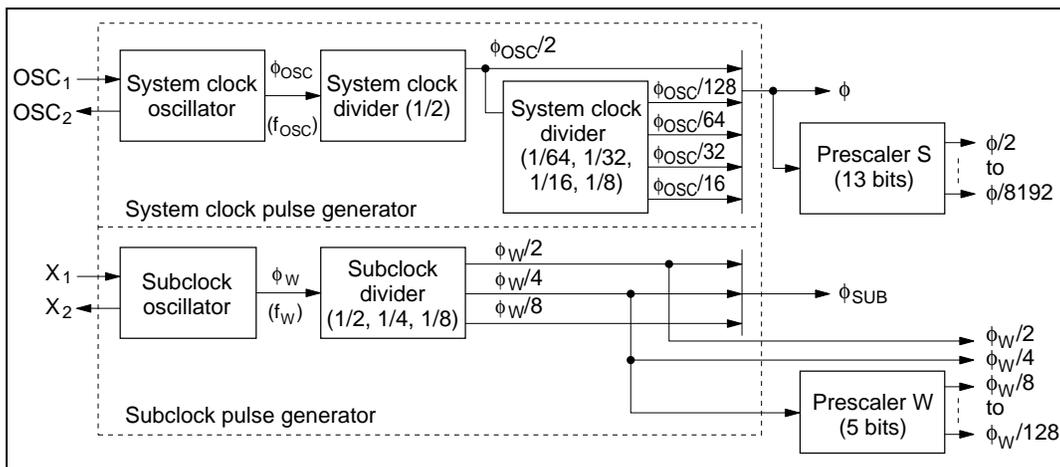 OSC1
OSC2
System clock
oscillator
ϕOSC
(fOSC)
System clock
divider (1/2)
ϕOSC/2
System clock
divider
(1/64, 1/32,
1/16, 1/8)
ϕOSC/128
ϕOSC/64
ϕOSC/32
ϕOSC/16
System clock pulse generator
ϕ
Prescaler S
(13 bits)
ϕ/2
to
ϕ/8192
X1
X2
Subclock
oscillator
ϕW
(fW)
Subclock
divider
(1/2, 1/4, 1/8)
ϕW/2
ϕW/4
ϕW/8
ϕSUB
Subclock pulse generator
ϕW/2
ϕW/4
Prescaler W
(5 bits)
ϕW/8
to
ϕW/128